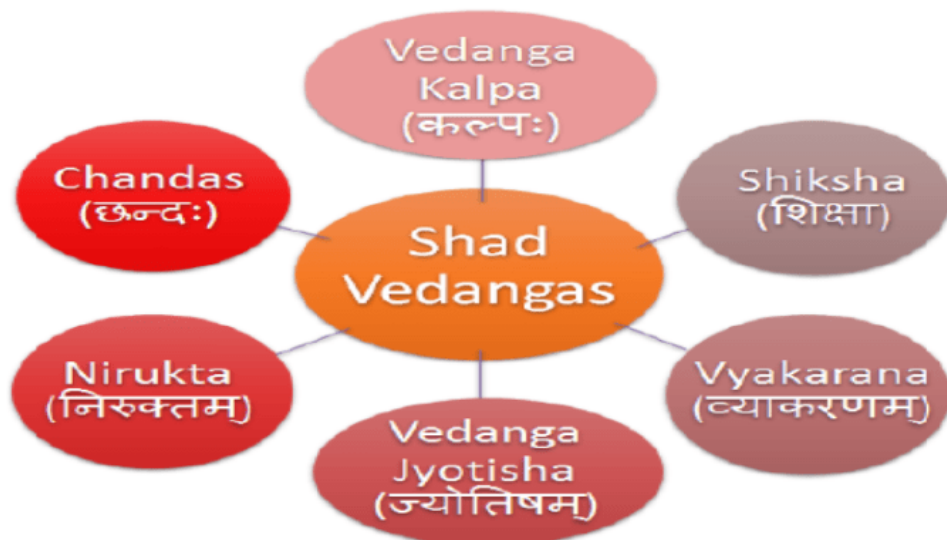 Vedanga
Kalpa
(कल्पः)
Chandas
(छन्दः)
Shiksha
(शिक्षा)
Shad
Vedangas
Nirukta
(निरुक्तम्)
Vyakarana
(व्याकरणम्)
Vedanga
Jyotisha
(ज्योतिषम्)